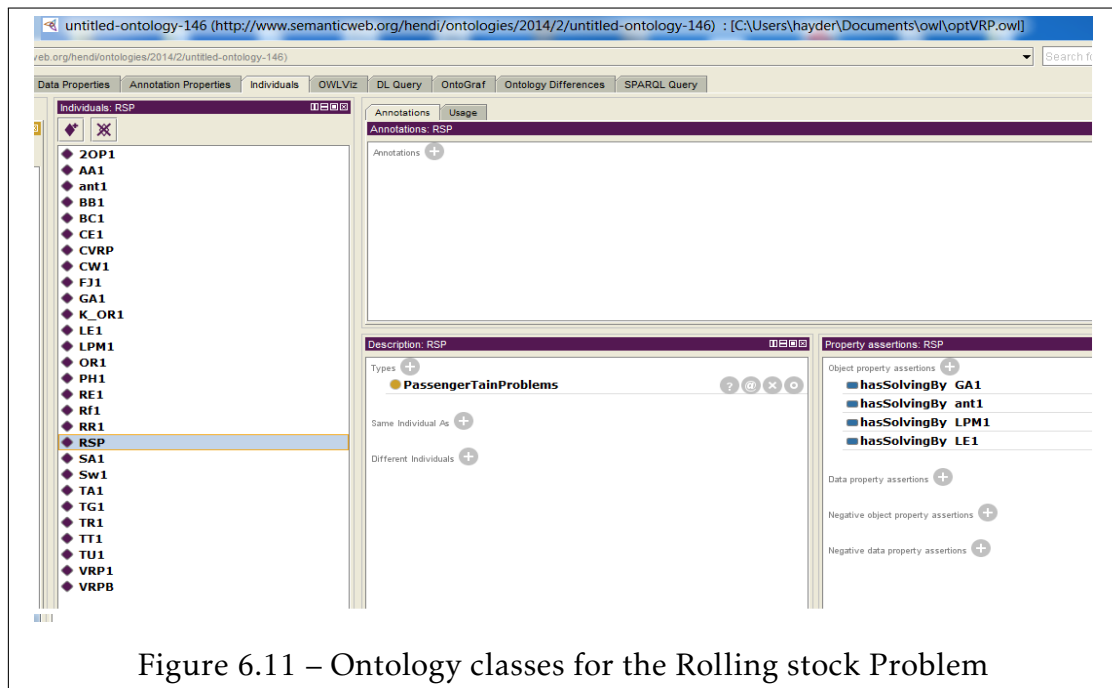 untitled-ontology-146 (http://www.semanticweb.org/hendi/ontologies/2014/2/untitled-ontology-146) : [C:\Users\hayder\Documents\owl\optVRP.owl]
veb.org/hendi/ontologies/2014/2/untitled-ontology-146)
Search fo
Data Properties Annotation Properties Individuals OWLViz DL Query OntoGraf Ontology Differences SPARQL Query
Individuals: RSP
2OP1
AA1
ant1
BB1
BC1
CE1
CVRP
CW1
FJ1
GA1
K_OR1
LE1
LPM1
OR1
PH1
RE1
Rf1
RR1
RSP
SA1
Sw1
TA1
TG1
TR1
TT1
TU1
VRP1
VRPB
Annotations Usage
Annotations: RSP
Annotations
Description: RSP
Types
PassengerTainProblems
Same Individual As
Different Individuals
Property assertions: RSP
Object property assertions
hasSolvingBy GA1
hasSolvingBy ant1
hasSolvingBy LPM1
hasSolvingBy LE1
Data property assertions
Negative object property assertions
Negative data property assertions
Figure 6.11 – Ontology classes for the Rolling stock Problem